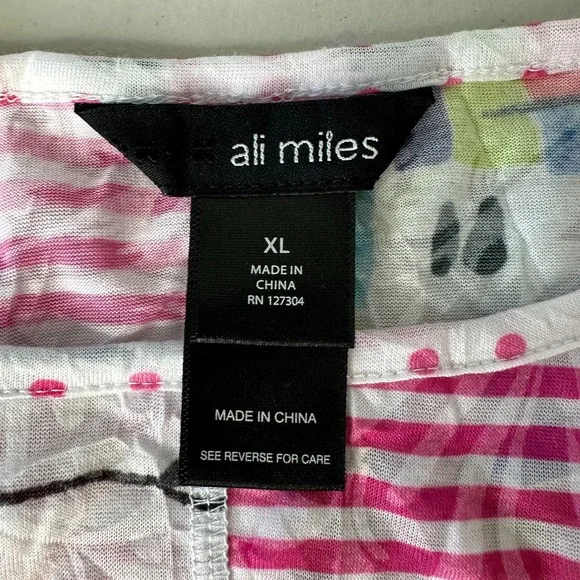 ali miles
XL
MADE IN
CHINA
RN 127304
MADE IN CHINA
SEE REVERSE FOR CARE